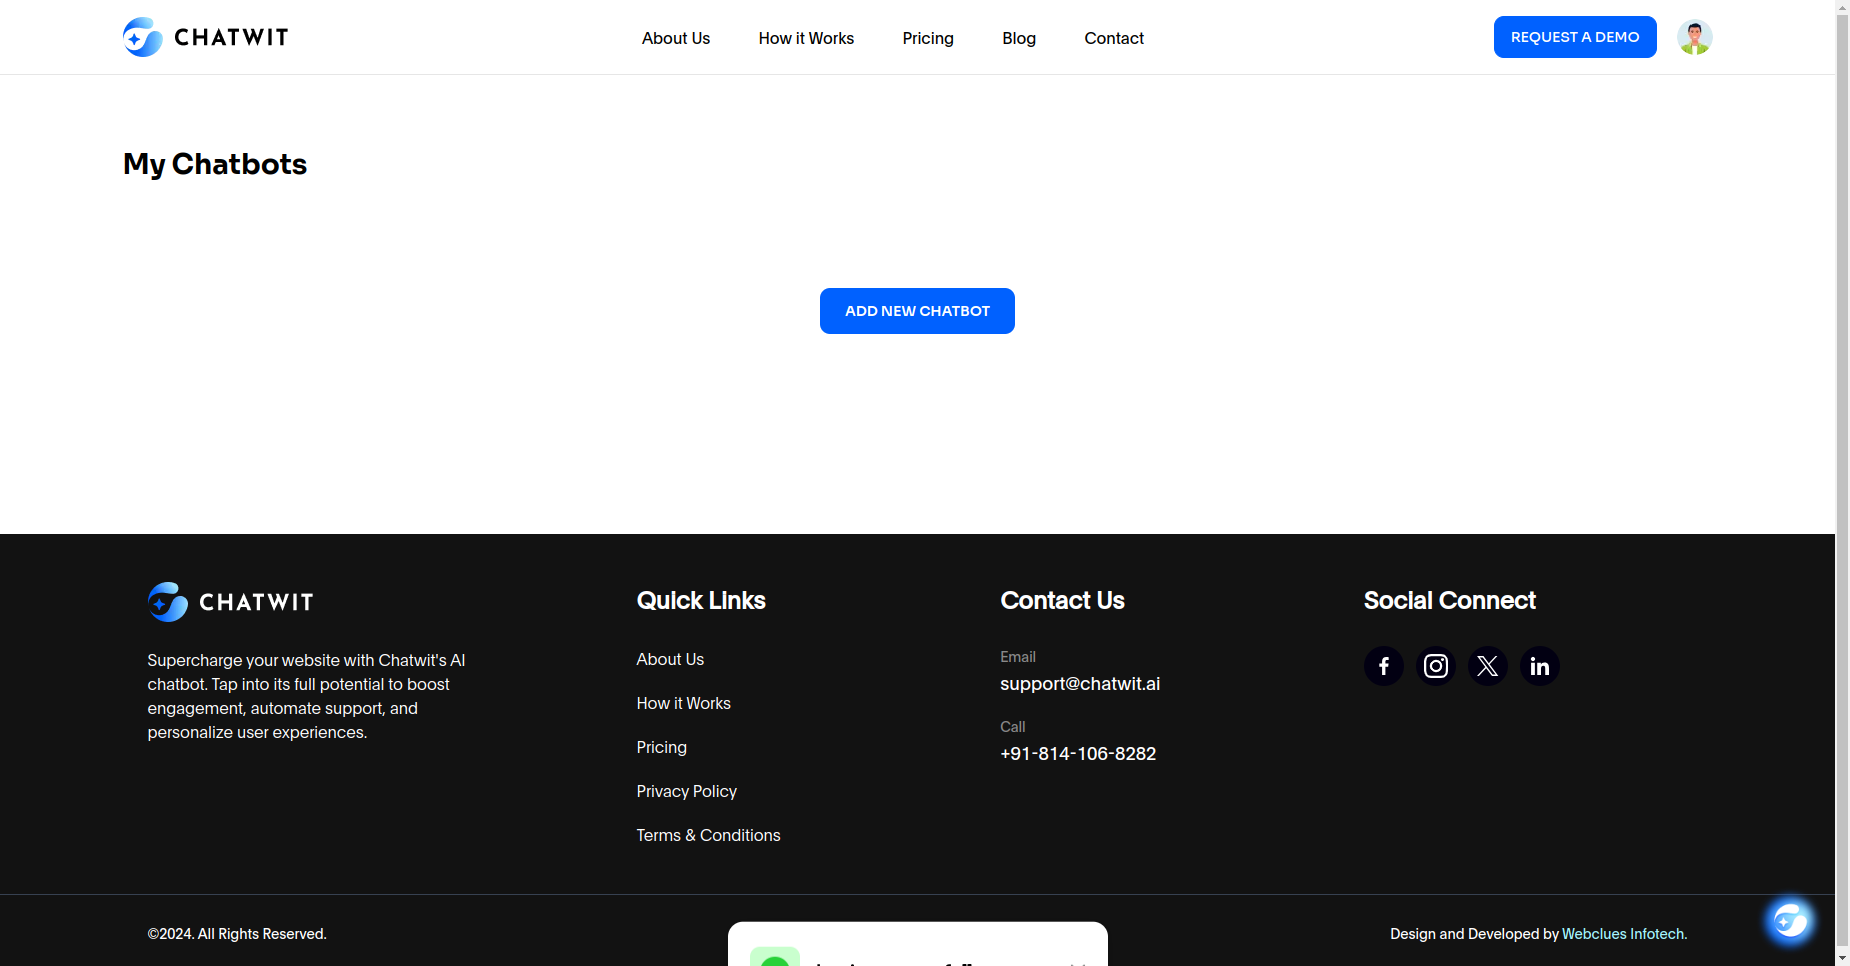 CHATWIT
About Us
How it Works
Pricing
Blog
Contact
REQUEST A DEMO
My Chatbots
ADD NEW CHATBOT
CHATWIT
Supercharge your website with Chatwit's AI
chatbot. Tap into its full potential to boost
engagement, automate support, and
personalize user experiences.
Quick Links
About Us
How it Works
Pricing
Privacy Policy
Terms & Conditions
Contact Us
Email
support@chatwit.ai
Call
+91-814-106-8282
Social Connect
©2024. All Rights Reserved.
Design and Developed by Webclues Infotech.